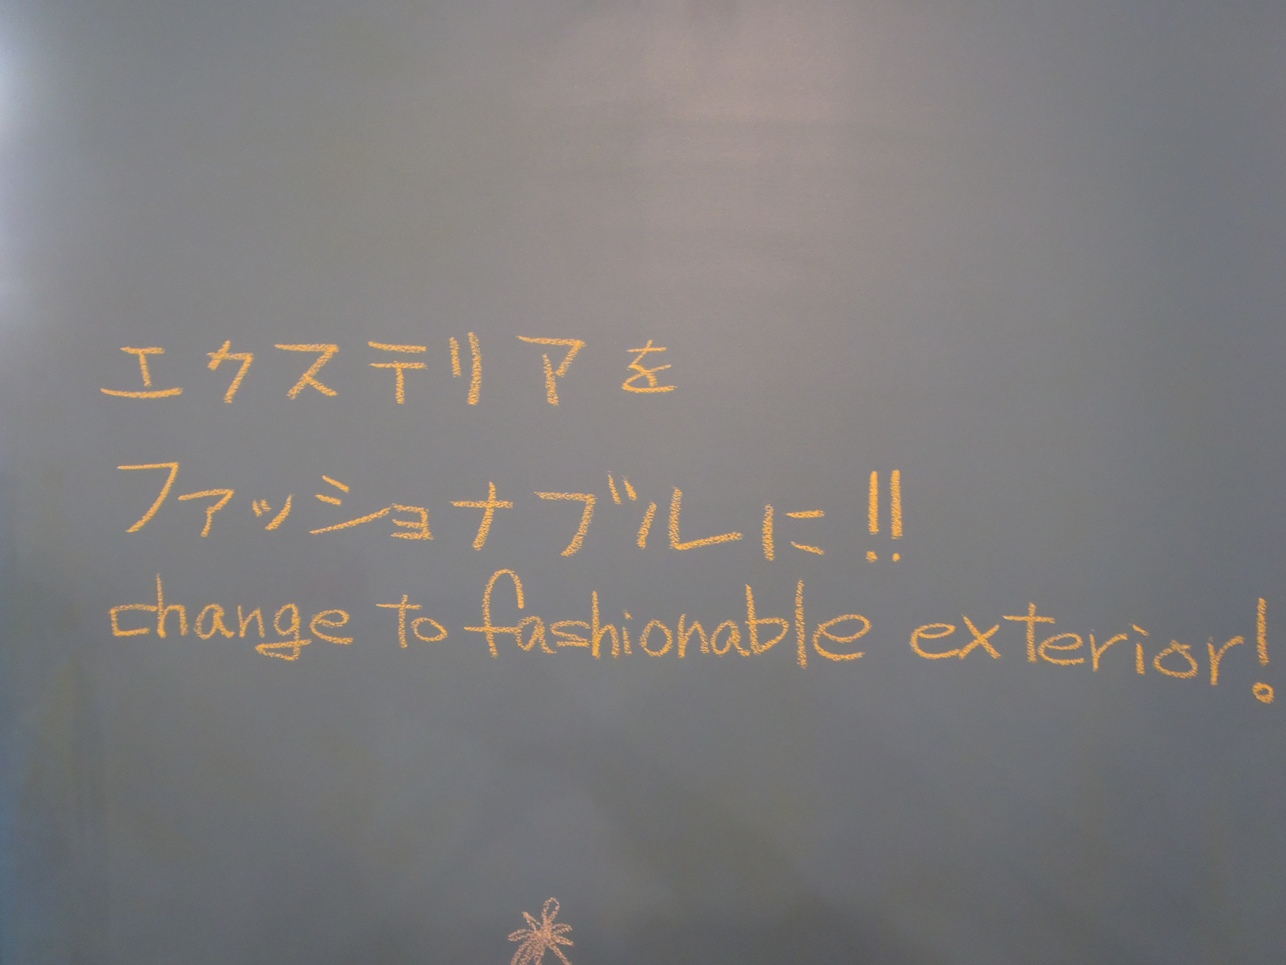 エクステリアを
ファッショナブルに!!
change to fashionable exterior!